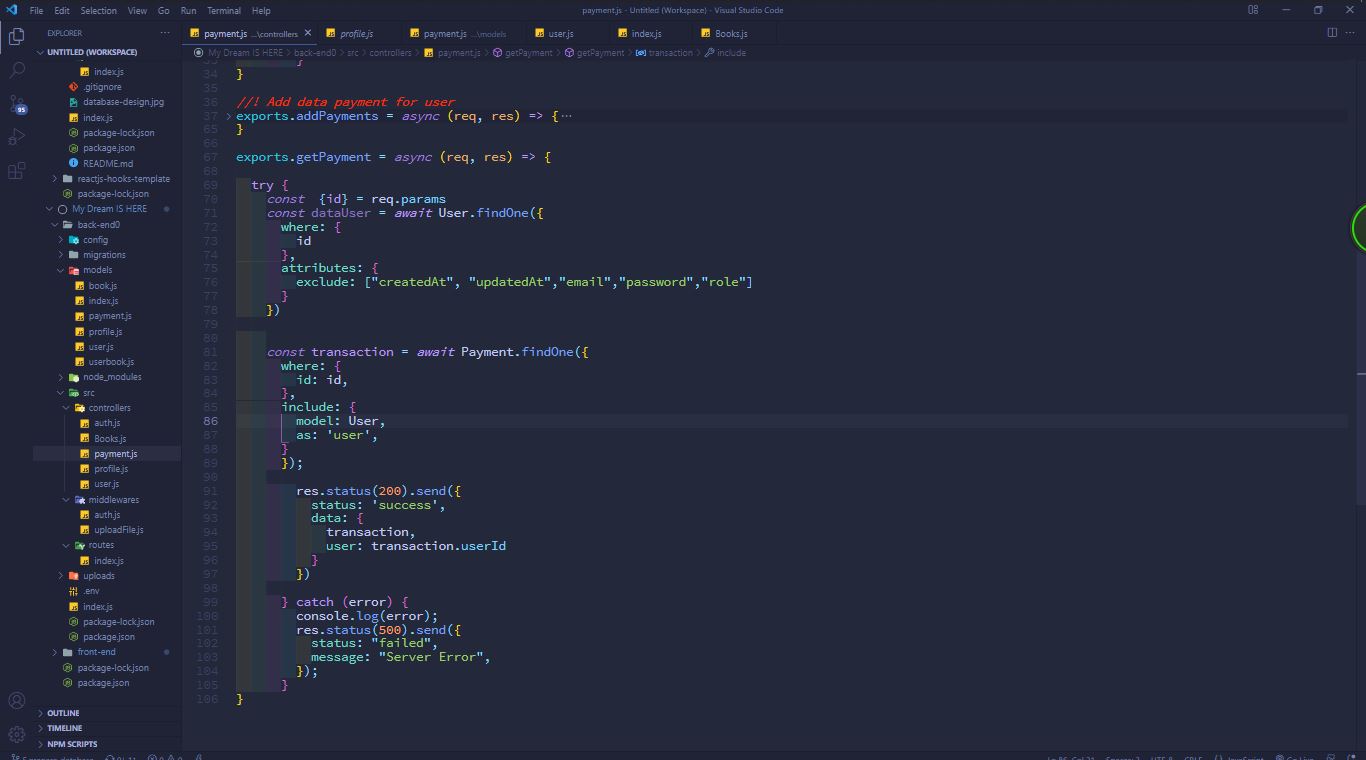 File Edit Selection View Go Run Terminal Help
payment.js - Untitled (Workspace) - Visual Studio Code
EXPLORER
UNTITLED (WORKSPACE)
index.js
.gitignore
database-design.jpg
index.js
package-lock.json
package.json
README.md
reactjs-hooks-template
package-lock.json
My Dream IS HERE
back-end0
config
migrations
models
book.js
index.js
payment.js
profile.js
user.js
userbook.js
node_modules
src
controllers
auth.js
Books.js
payment.js
profile.js
user.js
middlewares
auth.js
uploadFile.js
routes
index.js
uploads
.env
index.js
package-lock.json
package.json
front-end
package-lock.json
package.json
OUTLINE
TIMELINE
NPM SCRIPTS
95
payment.js ...\controllers
profile.js
payment.js ...\models
user.js
index.js
Books.js
My Dream IS HERE > back-end0 > src > controllers > payment.js > getPayment > getPayment > transaction > include
33 }
34 }
35
36 //! Add data payment for user
37 exports.addPayments = async (req, res) => {...
65 }
66
67 exports.getPayment = async (req, res) => {
68
69 try {
70 const {id} = req.params
71 const dataUser = await User.findOne({
72 where: {
73 id
74 },
75 attributes: {
76 exclude: ["createdAt", "updatedAt","email","password","role"]
77 }
78 })
79
80
81 const transaction = await Payment.findOne({
82 where: {
83 id: id,
84 },
85 include: {
86 model: User,
87 as: 'user',
88 }
89 });
90
91 res.status(200).send({
92 status: 'success',
93 data: {
94 transaction,
95 user: transaction.userId
96 }
97 })
98
99 } catch (error) {
100 console.log(error);
101 res.status(500).send({
102 status: "failed",
103 message: "Server Error",
104 });
105 }
106 }